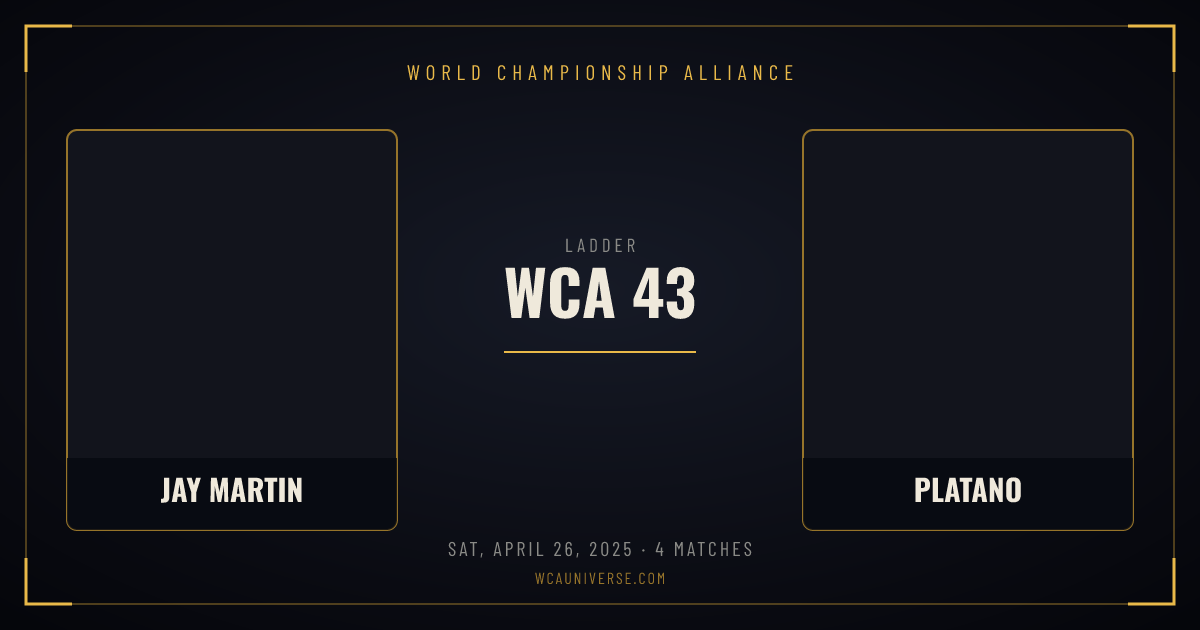 WORLD CHAMPIONSHIP ALLIANCE
LADDER
WCA 43
JAY MARTIN
PLATANO
SAT, APRIL 26, 2025 · 4 MATCHES
WCAUNIVERSE.COM